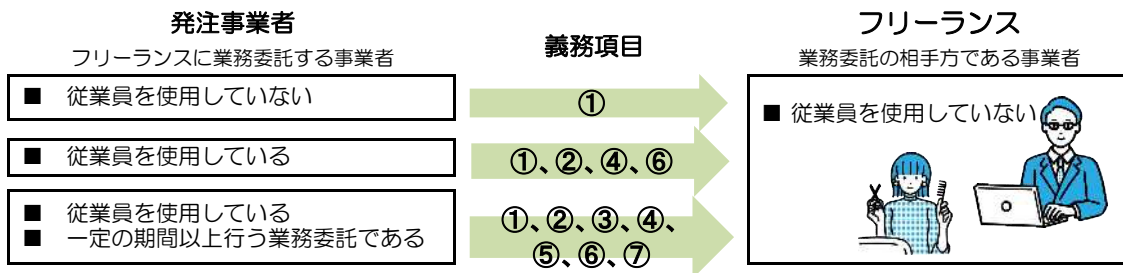 発注事業者
フリーランスに業務委託する事業者
義務項目
フリーランス
業務委託の相手方である事業者
■ 従業員を使用していない
①
■ 従業員を使用している
①、②、④、⑥
■ 従業員を使用している
■ 一定の期間以上行う業務委託である
①、②、③、④、
⑤、⑥、⑦
■ 従業員を使用していない